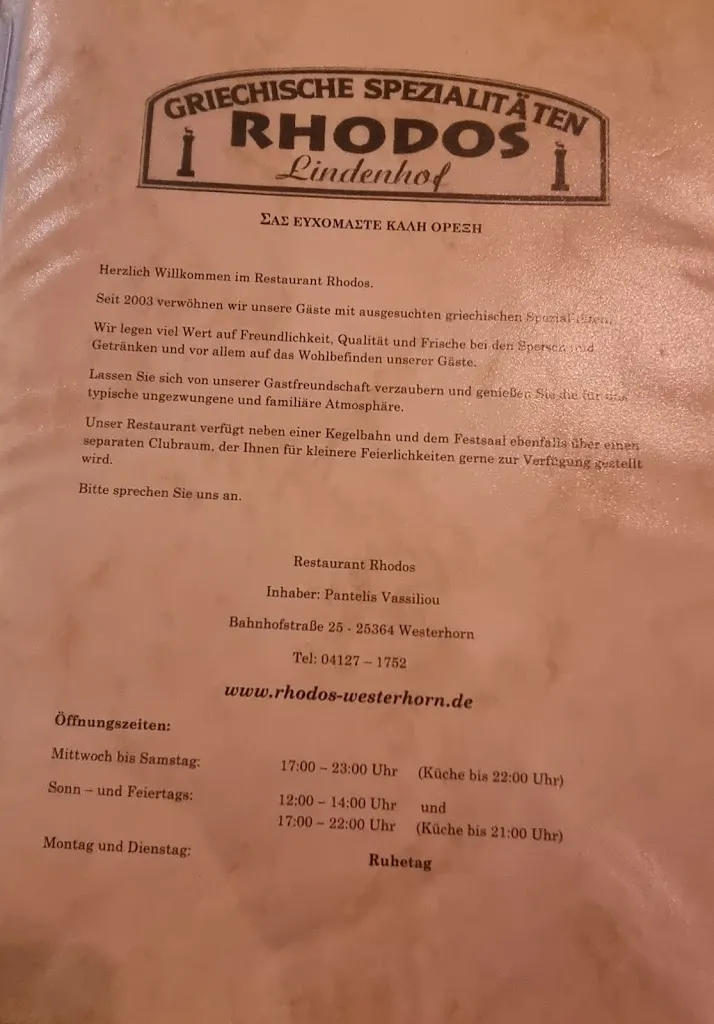 GRIECHISCHE SPEZIALITÄTEN
RHODOS
Lindenhof
ΣΑΣ ΕΥΧΟΜΑΣΤΕ ΚΑΛΗ ΟΡΕΞΗ
Herzlich Willkommen im Restaurant Rhodos.
Seit 2003 verwöhnen wir unsere Gäste mit ausgesuchten griechischen Spezialitäten.
Wir legen viel Wert auf Freundlichkeit, Qualität und Frische bei den Speisen und
Getränken und vor allem auf das Wohlbefinden unserer Gäste.
Lassen Sie sich von unserer Gastfreundschaft verzaubern und genießen Sie die für uns
typische ungezwungene und familiäre Atmosphäre.
Unser Restaurant verfügt neben einer Kegelbahn und dem Festsaal ebenfalls über einen
separaten Clubraum, der Ihnen für kleinere Feierlichkeiten gerne zur Verfügung gestellt
wird.
Bitte sprechen Sie uns an.
Restaurant Rhodos
Inhaber: Pantelis Vassiliou
Bahnhofstraße 25 - 25364 Westerhorn
Tel: 04127 – 1752
www.rhodos-westerhorn.de
Öffnungszeiten:
Mittwoch bis Samstag: 17:00 – 23:00 Uhr (Küche bis 22:00 Uhr)
Sonn – und Feiertags: 12:00 – 14:00 Uhr und
17:00 – 22:00 Uhr (Küche bis 21:00 Uhr)
Montag und Dienstag: Ruhetag